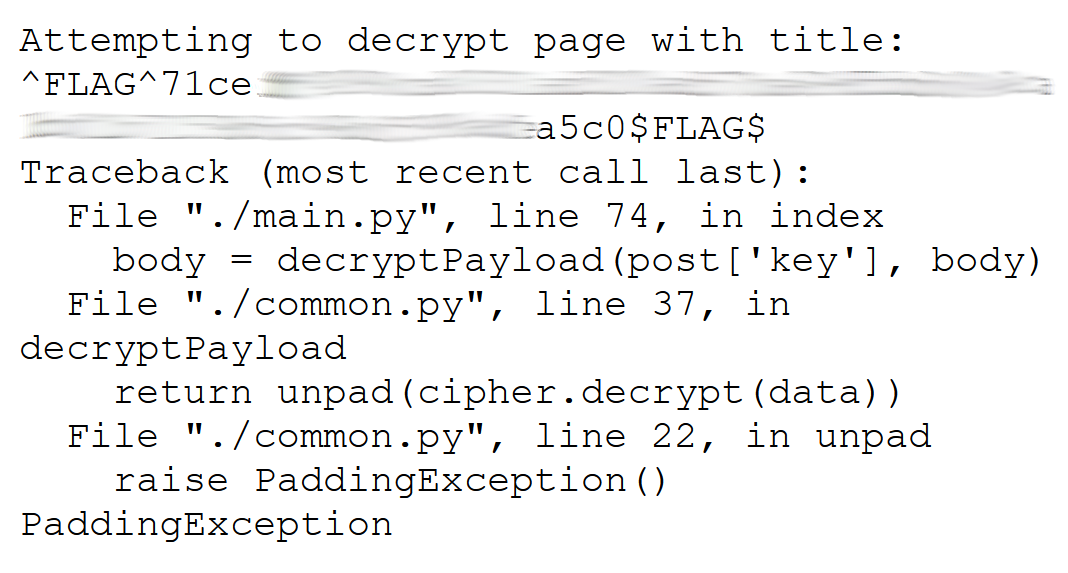 Attempting to decrypt page with title:
^FLAG^71ce
a5c0$FLAG$
Traceback (most recent call last):
  File "./main.py", line 74, in index
    body = decryptPayload(post['key'], body)
  File "./common.py", line 37, in
decryptPayload
    return unpad(cipher.decrypt(data))
  File "./common.py", line 22, in unpad
    raise PaddingException()
PaddingException